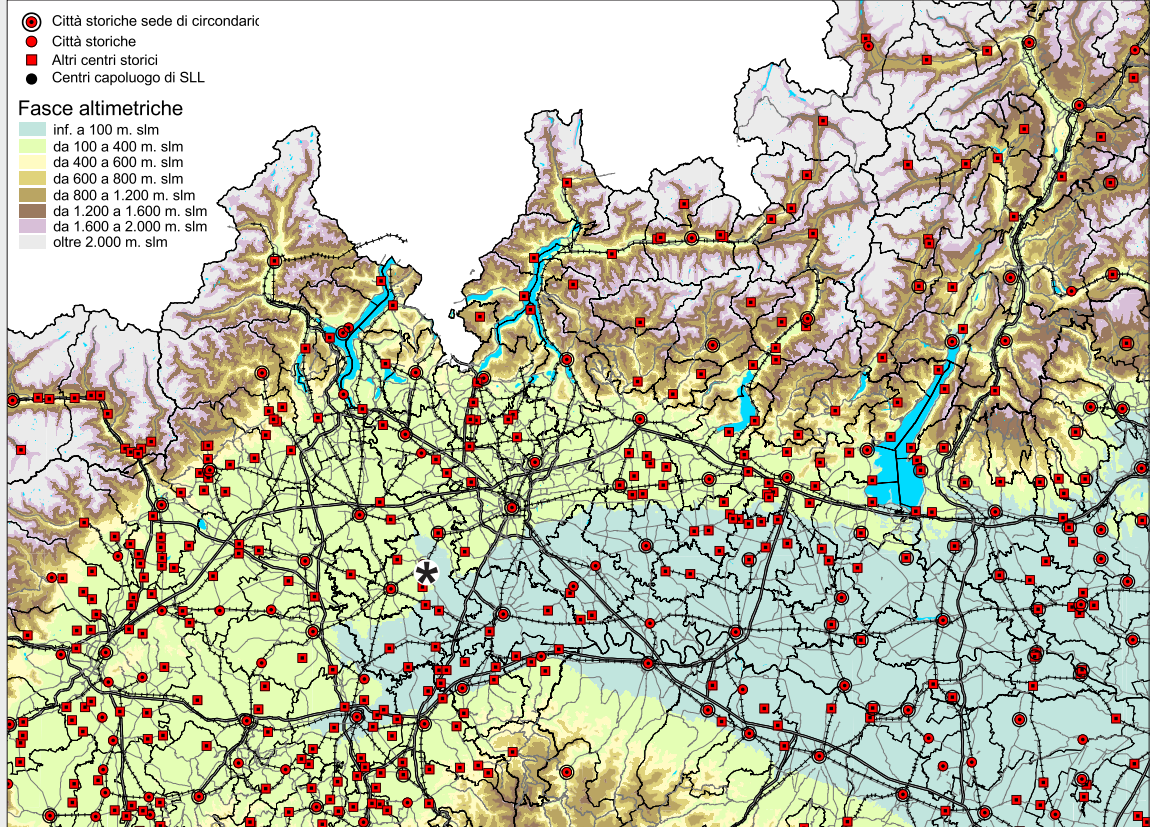 Città storiche sede di circondaric
Città storiche
Altri centri storici
Centri capoluogo di SLL
Fasce altimetriche
inf. a 100 m. slm
da 100 a 400 m. slm
da 400 a 600 m. slm
da 600 a 800 m. slm
da 800 a 1.200 m. slm
da 1.200 a 1.600 m. slm
da 1.600 a 2.000 m. slm
oltre 2.000 m. slm
*